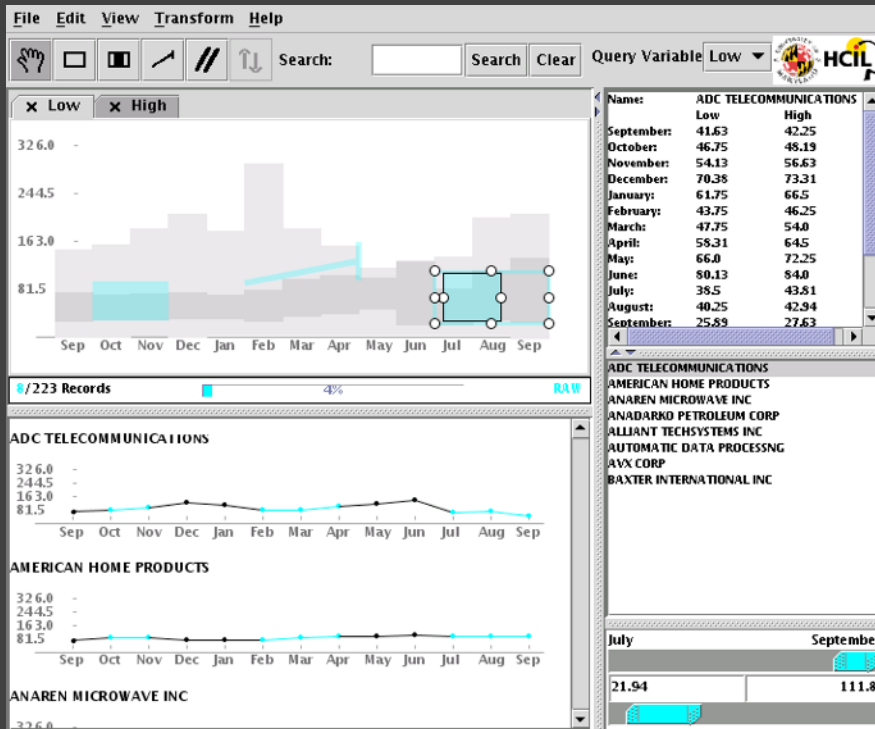 File Edit View Transform Help
Search: Search Clear Query Variable Low HCIL
UNIVERSITY OF MARYLAND
× Low × High
326.0
244.5
163.0
81.5
Sep Oct Nov Dec Jan Feb Mar Apr May Jun Jul Aug Sep
8/223 Records 4% RAW
ADC TELECOMMUNICATIONS
326.0
244.5
163.0
81.5
Sep Oct Nov Dec Jan Feb Mar Apr May Jun Jul Aug Sep
AMERICAN HOME PRODUCTS
326.0
244.5
163.0
81.5
Sep Oct Nov Dec Jan Feb Mar Apr May Jun Jul Aug Sep
ANAREN MICROWAVE INC
326.0
Name: ADC TELECOMMUNICATIONS
Low High
September: 41.63 42.25
October: 46.75 48.19
November: 54.13 56.63
December: 70.38 73.31
January: 61.75 66.5
February: 43.75 46.25
March: 47.75 54.0
April: 58.31 64.5
May: 66.0 72.25
June: 80.13 84.0
July: 38.5 43.81
August: 40.25 42.94
September: 25.89 27.63
ADC TELECOMMUNICATIONS
AMERICAN HOME PRODUCTS
ANAREN MICROWAVE INC
ANADARKO PETROLEUM CORP
ALLIANT TECHSYSTEMS INC
AUTOMATIC DATA PROCESSNG
AVX CORP
BAXTER INTERNATIONAL INC
July Septembe
21.94 111.8